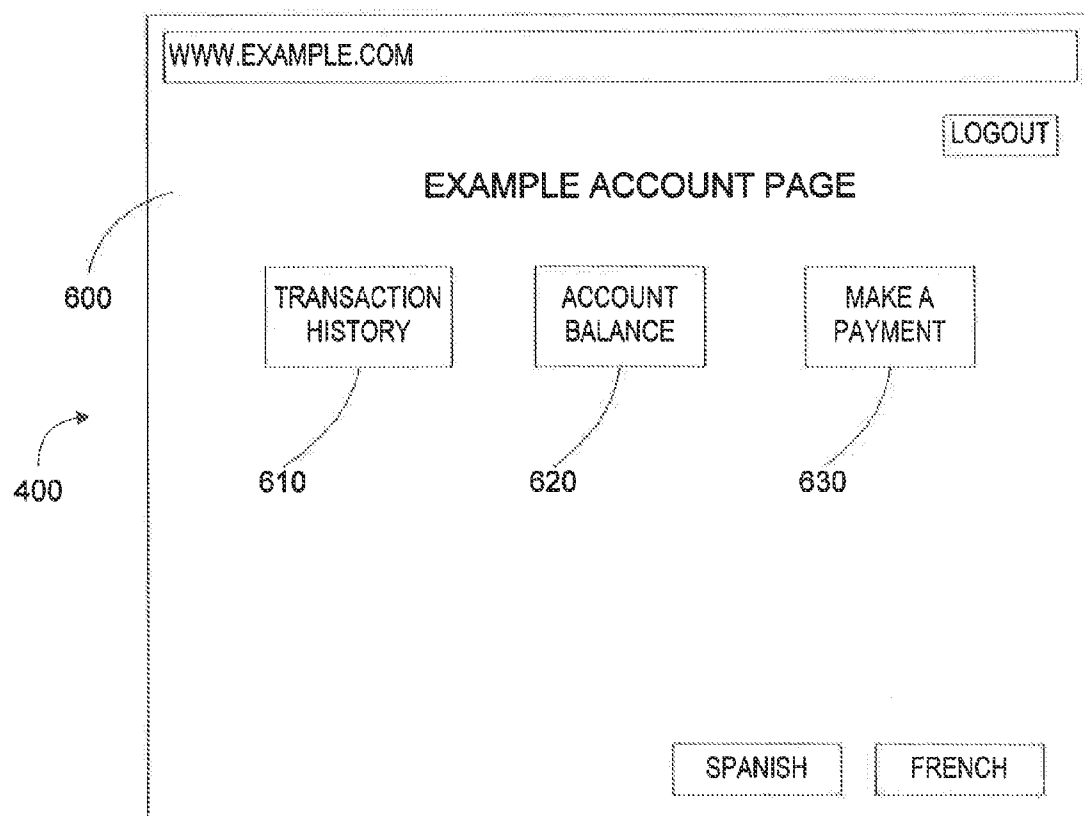 WWW.EXAMPLE.COM
LOGOUT
EXAMPLE ACCOUNT PAGE
600
TRANSACTION
HISTORY
ACCOUNT
BALANCE
MAKE A
PAYMENT
400
610
620
630
SPANISH
FRENCH